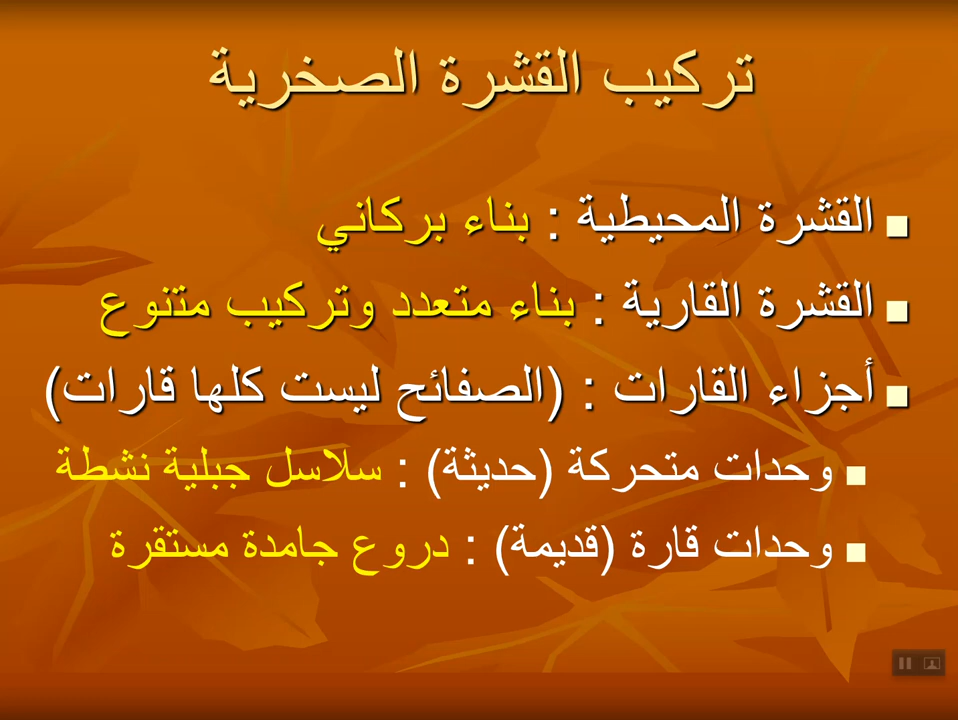 تركيب القشرة الصخرية
القشرة المحيطية : بناء بركاني
القشرة القارية : بناء متعدد وتركيب متنوع
أجزاء القارات : (الصفائح ليست كلها قارات)
وحدات متحركة (حديثة) : سلاسل جبلية نشطة
وحدات قارة (قديمة) : دروع جامدة مستقرة